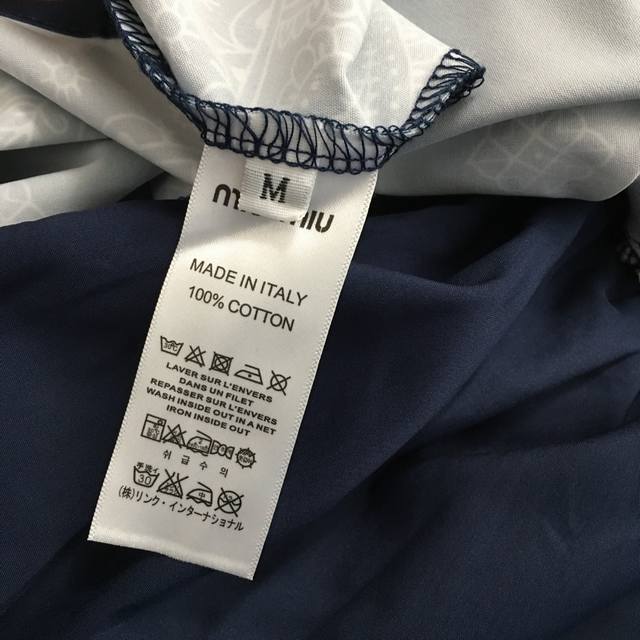 M
MADE IN ITALY
100% COTTON
LAVER SUR L'ENVERS
DANS UN FILET
REPASSER SUR L'ENVERS
WASH INSIDE OUT IN A NET
IRON INSIDE OUT
취 급 수 의
30
(株)リンク・インターナショナル